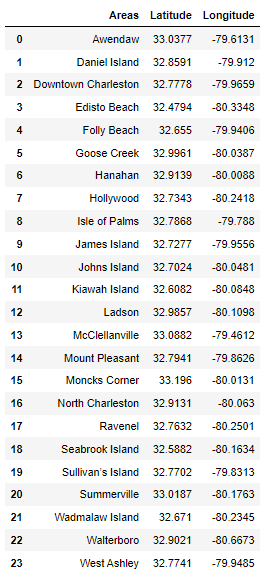 Areas Latitude Longitude
0 Awendaw 33.0377 -79.6131
1 Daniel Island 32.8591 -79.912
2 Downtown Charleston 32.7778 -79.9659
3 Edisto Beach 32.4794 -80.3348
4 Folly Beach 32.655 -79.9406
5 Goose Creek 32.9961 -80.0387
6 Hanahan 32.9139 -80.0088
7 Hollywood 32.7343 -80.2418
8 Isle of Palms 32.7868 -79.788
9 James Island 32.7277 -79.9556
10 Johns Island 32.7024 -80.0481
11 Kiawah Island 32.6082 -80.0848
12 Ladson 32.9857 -80.1098
13 McClellanville 33.0882 -79.4612
14 Mount Pleasant 32.7941 -79.8626
15 Moncks Corner 33.196 -80.0131
16 North Charleston 32.9131 -80.063
17 Ravenel 32.7632 -80.2501
18 Seabrook Island 32.5882 -80.1634
19 Sullivan's Island 32.7702 -79.8313
20 Summerville 33.0187 -80.1763
21 Wadmalaw Island 32.671 -80.2345
22 Walterboro 32.9021 -80.6673
23 West Ashley 32.7741 -79.9485